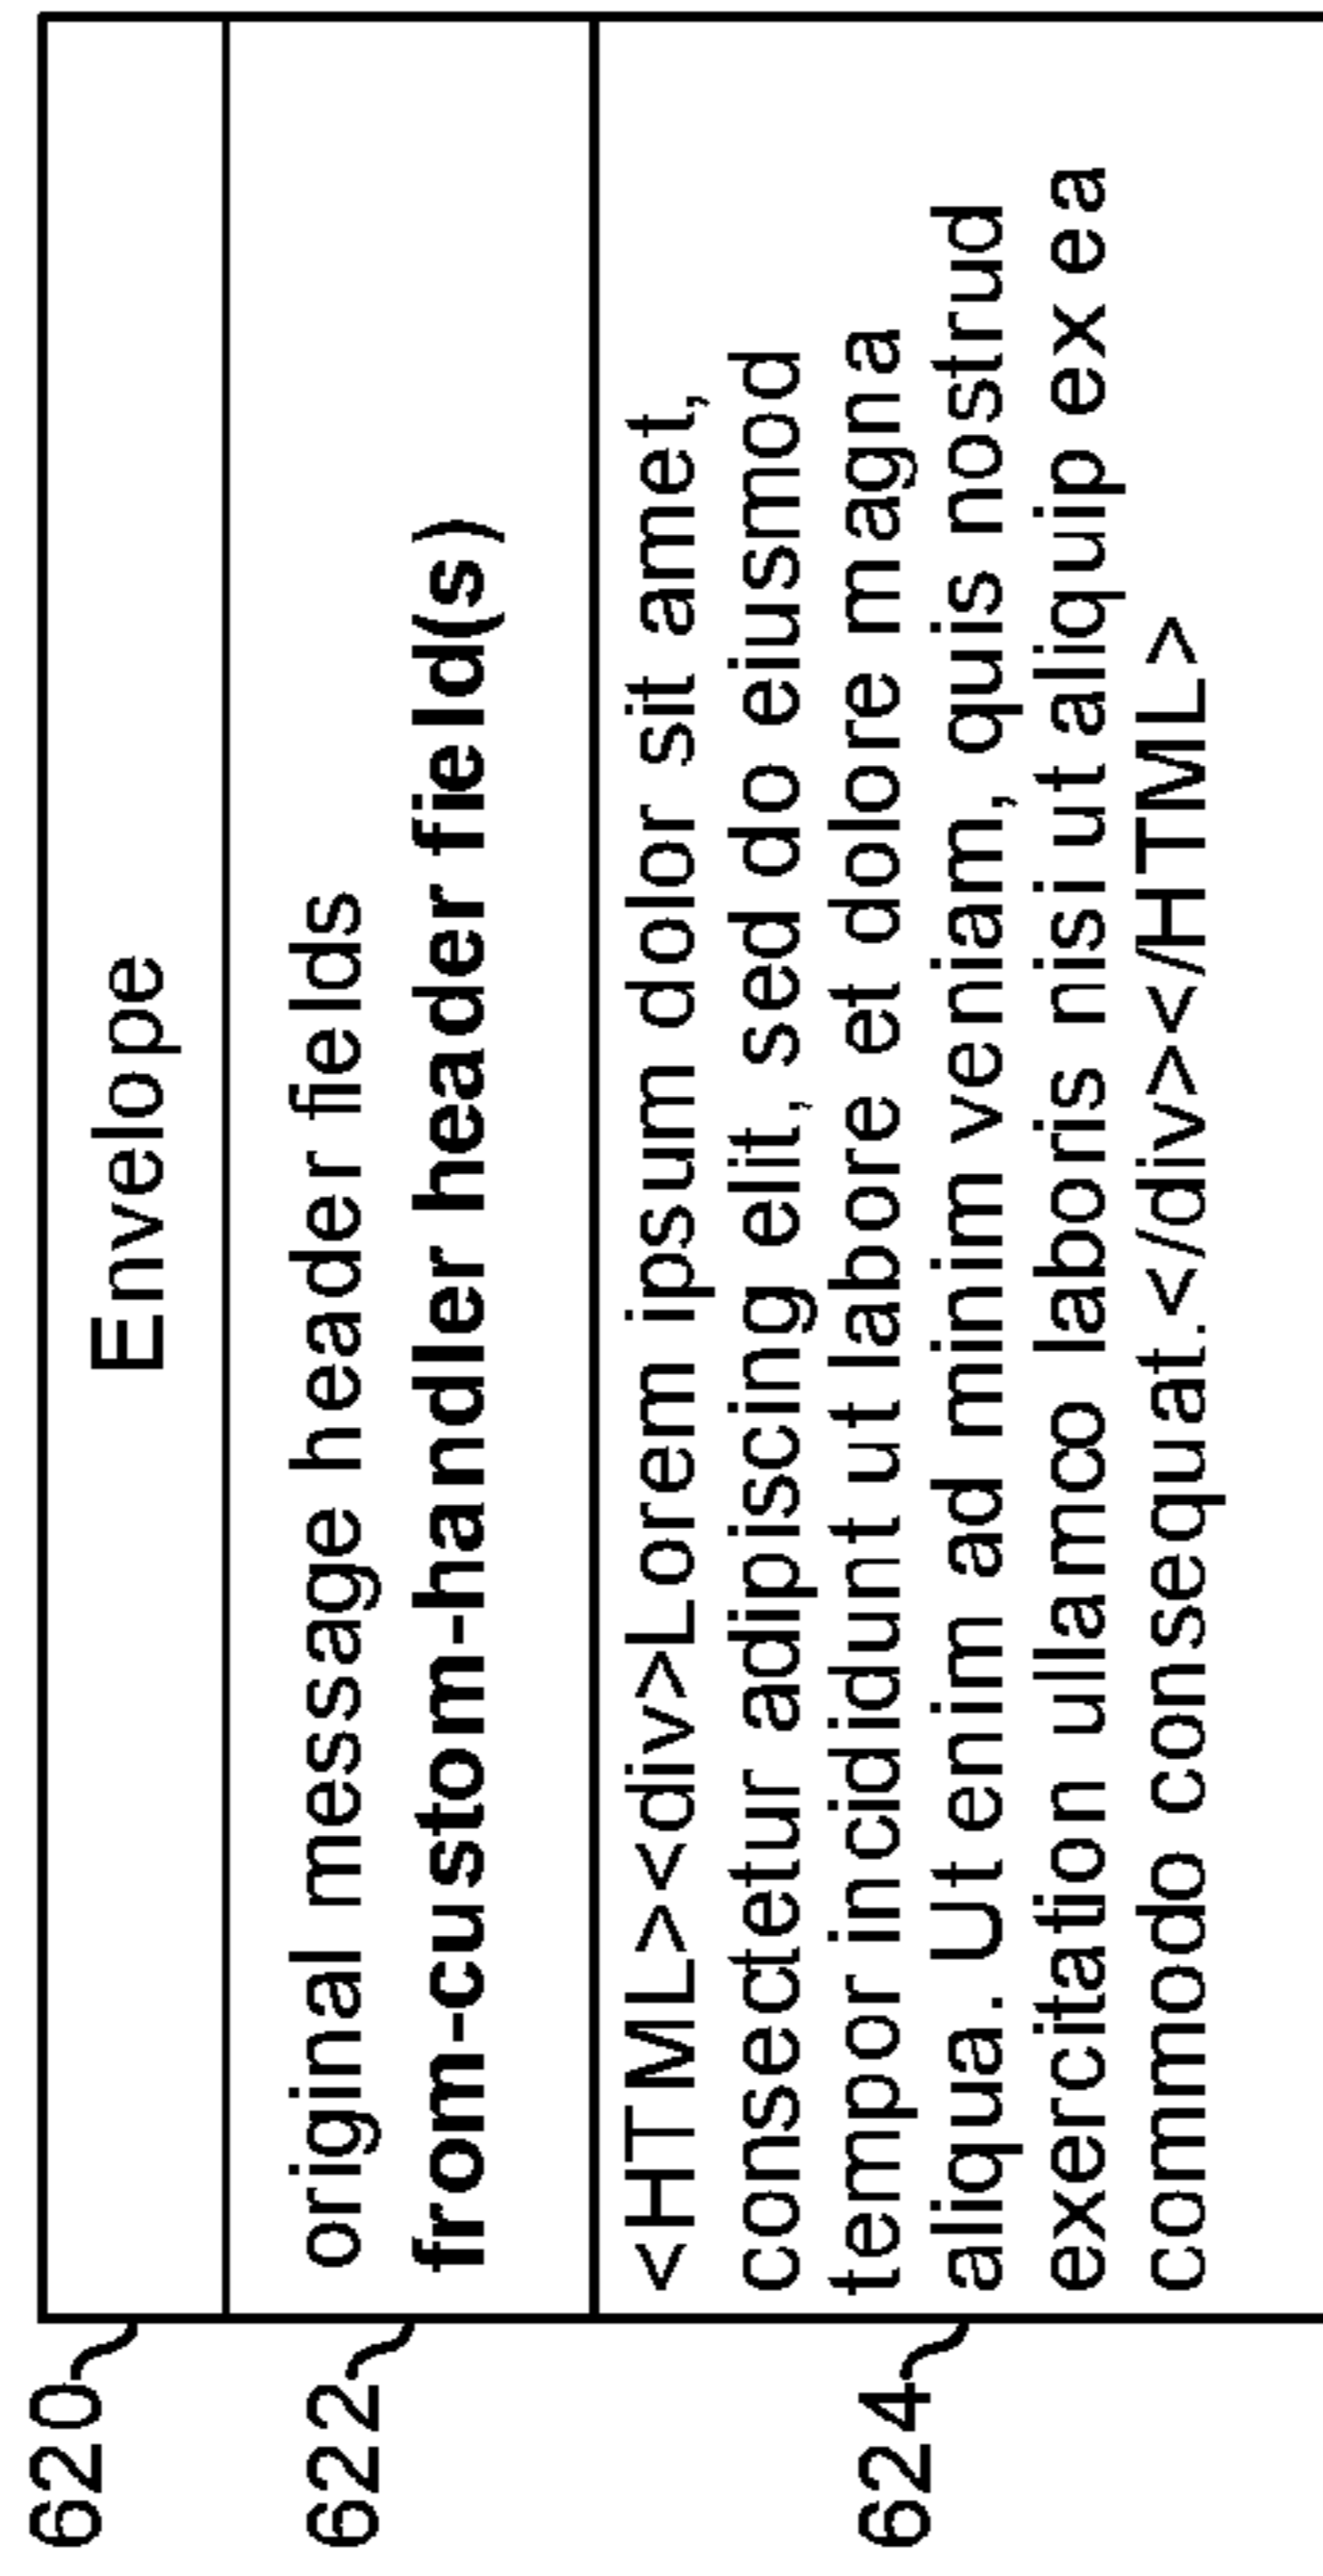 620
Envelope
622
original message header fields
from-custom-handler header field(s)
624
<HTML><div>Lorem ipsum dolor sit amet,
consectetur adipiscing elit, sed do eiusmod
tempor incididunt ut labore et dolore magna
aliqua. Ut enim ad minim veniam, quis nostrud
exercitation ullamco laboris nisi ut aliquip ex ea
commodo consequat.</div></HTML>